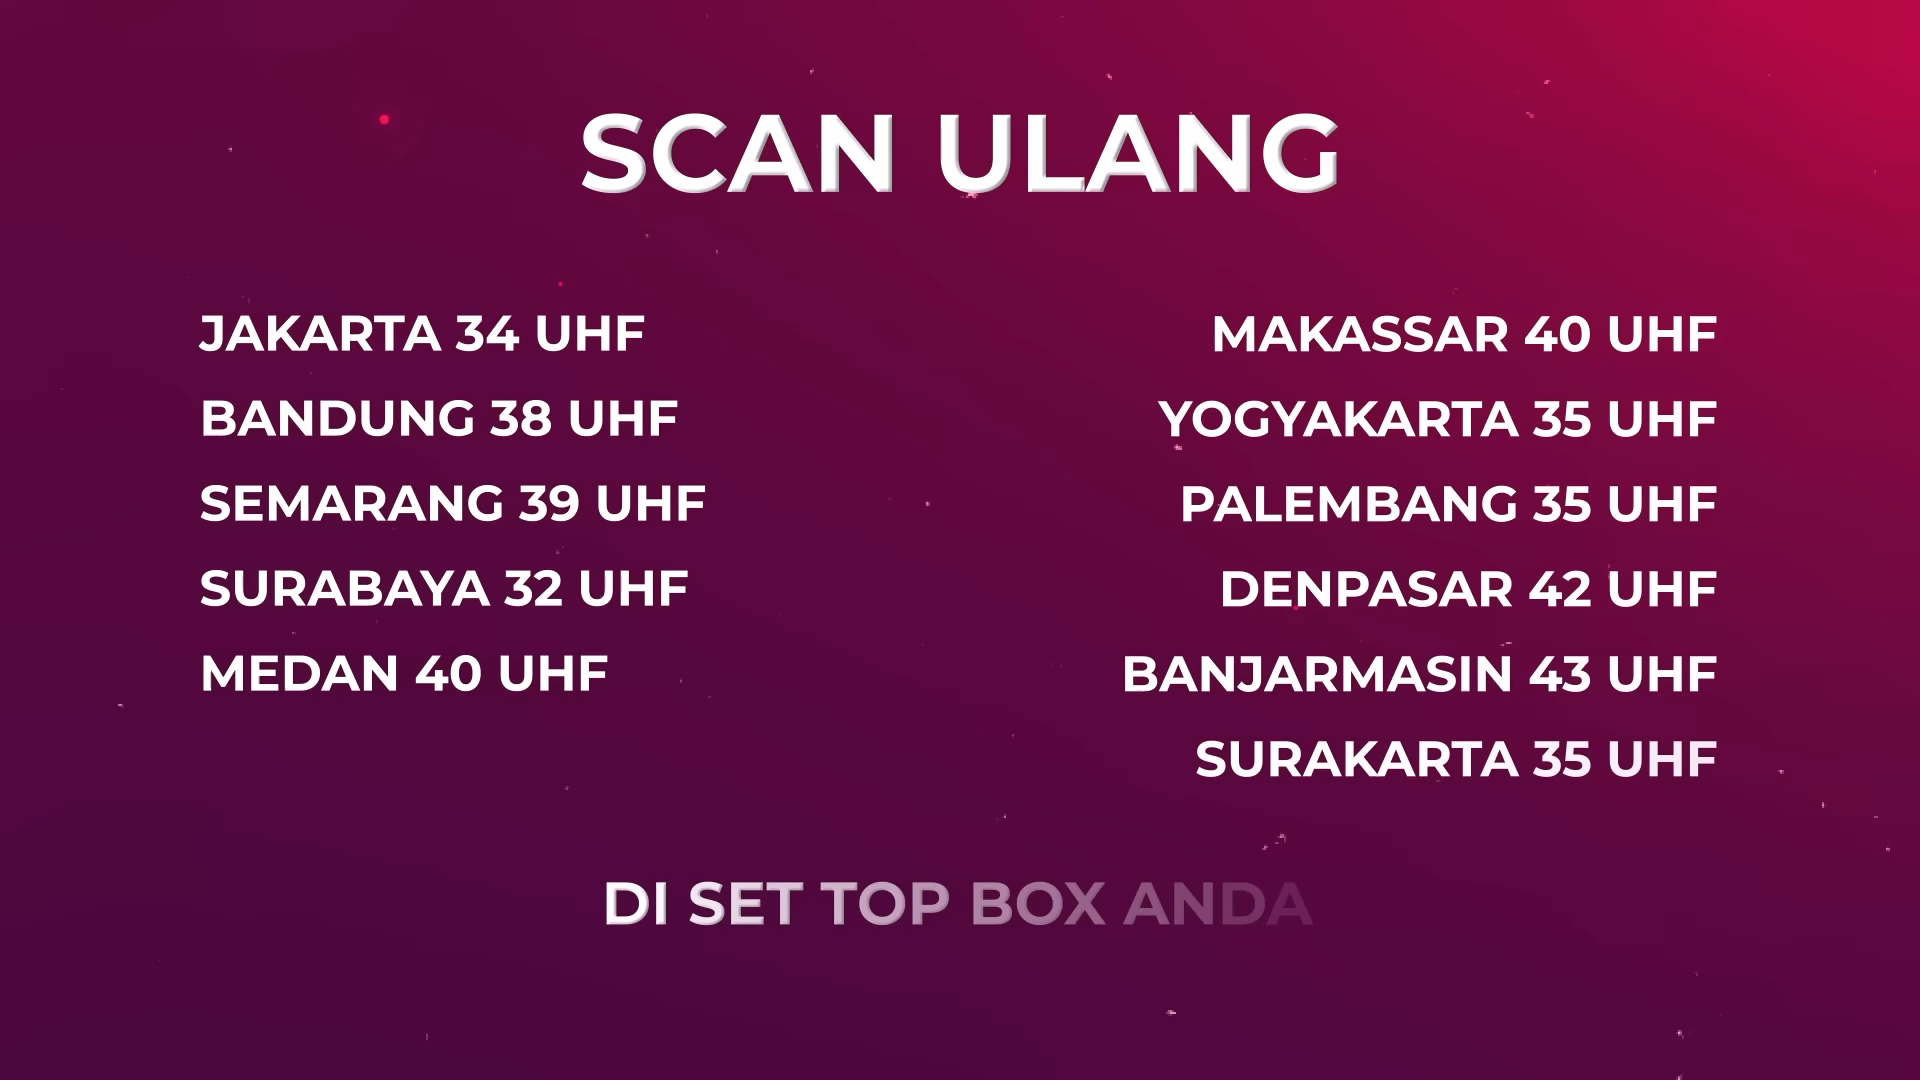 SCAN ULANG
JAKARTA 34 UHF
BANDUNG 38 UHF
SEMARANG 39 UHF
SURABAYA 32 UHF
MEDAN 40 UHF
MAKASSAR 40 UHF
YOGYAKARTA 35 UHF
PALEMBANG 35 UHF
DENPASAR 42 UHF
BANJARMASIN 43 UHF
SURAKARTA 35 UHF
DI SET TOP BOX ANDA